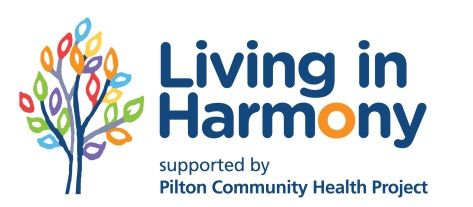 Living in
Harmony
supported by
Pilton Community Health Project